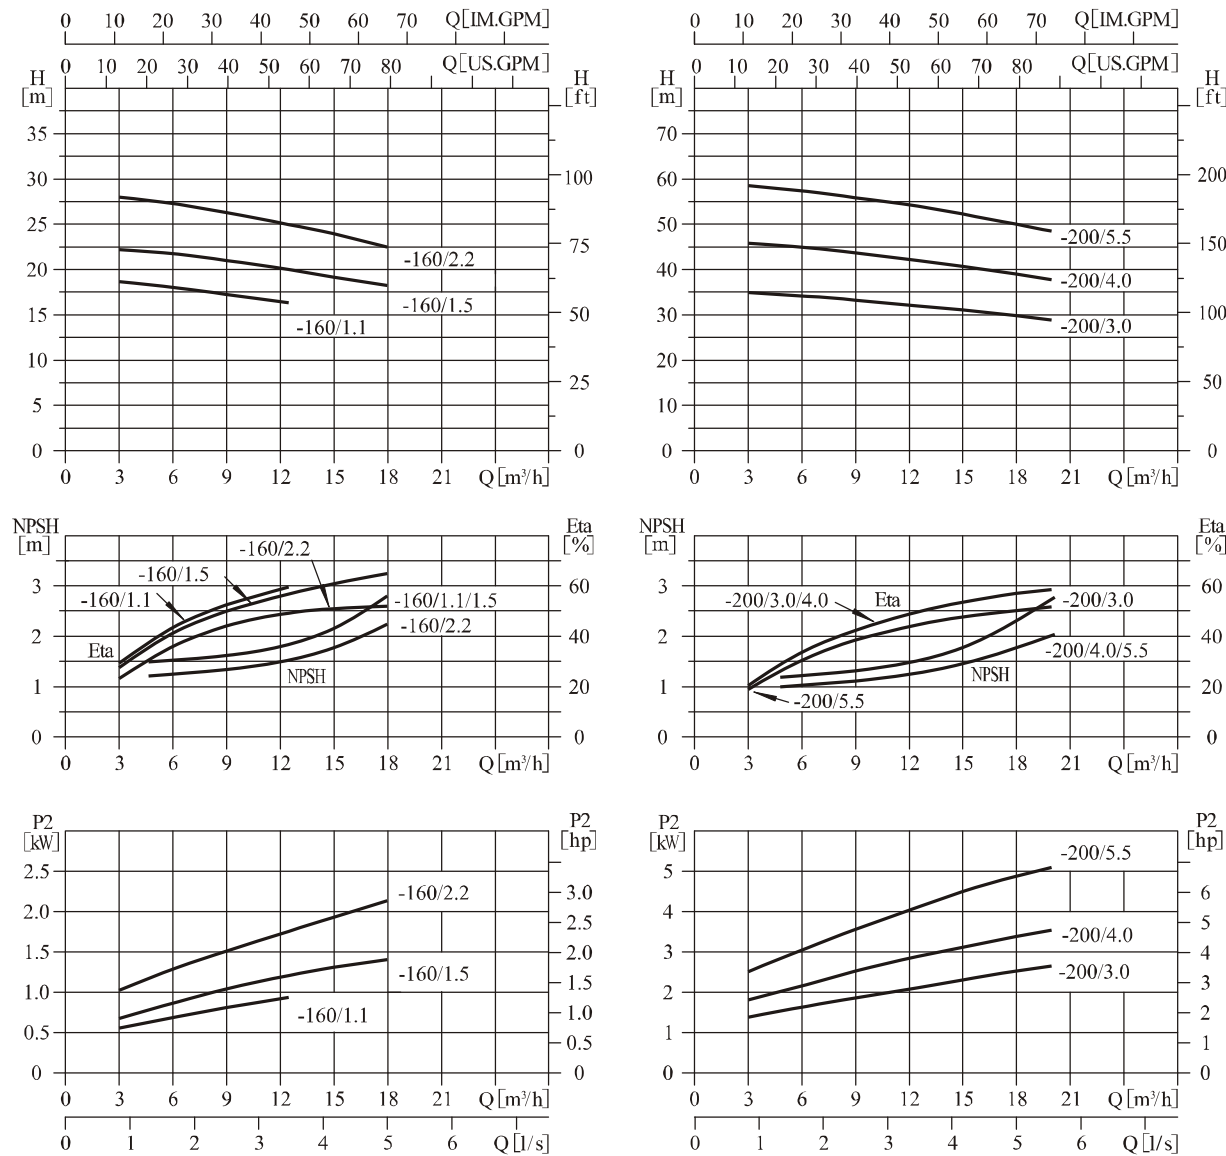 0 10 20 30 40 50 60 70 Q[IM.GPM]
0 10 20 30 40 50 60 70 80 Q[US.GPM]
H
[m]
H
[ft]
35
30
25
20
15
10
5
0
100
75
50
25
0
-160/2.2
-160/1.5
-160/1.1
0 3 6 9 12 15 18 21 Q[m³/h]
0 10 20 30 40 50 60 70 Q[IM.GPM]
0 10 20 30 40 50 60 70 80 Q[US.GPM]
H
[m]
H
[ft]
70
60
50
40
30
20
10
0
200
150
100
50
0
-200/5.5
-200/4.0
-200/3.0
0 3 6 9 12 15 18 21 Q[m³/h]
NPSH
[m]
Eta
[%]
3
2
1
0
60
40
20
0
-160/2.2
-160/1.5
-160/1.1
-160/1.1/1.5
-160/2.2
Eta
NPSH
0 3 6 9 12 15 18 21 Q[m³/h]
NPSH
[m]
Eta
[%]
3
2
1
0
60
40
20
0
-200/3.0/4.0
Eta
-200/3.0
-200/4.0/5.5
NPSH
-200/5.5
0 3 6 9 12 15 18 21 Q[m³/h]
P2
[kW]
P2
[hp]
2.5
2.0
1.5
1.0
0.5
0
3.0
2.5
2.0
1.5
1.0
0.5
0
-160/2.2
-160/1.5
-160/1.1
0 3 6 9 12 15 18 21 Q[m³/h]
0 1 2 3 4 5 6 Q[l/s]
P2
[kW]
P2
[hp]
5
4
3
2
1
0
6
5
4
3
2
1
0
-200/5.5
-200/4.0
-200/3.0
0 3 6 9 12 15 18 21 Q[m³/h]
0 1 2 3 4 5 6 Q[l/s]